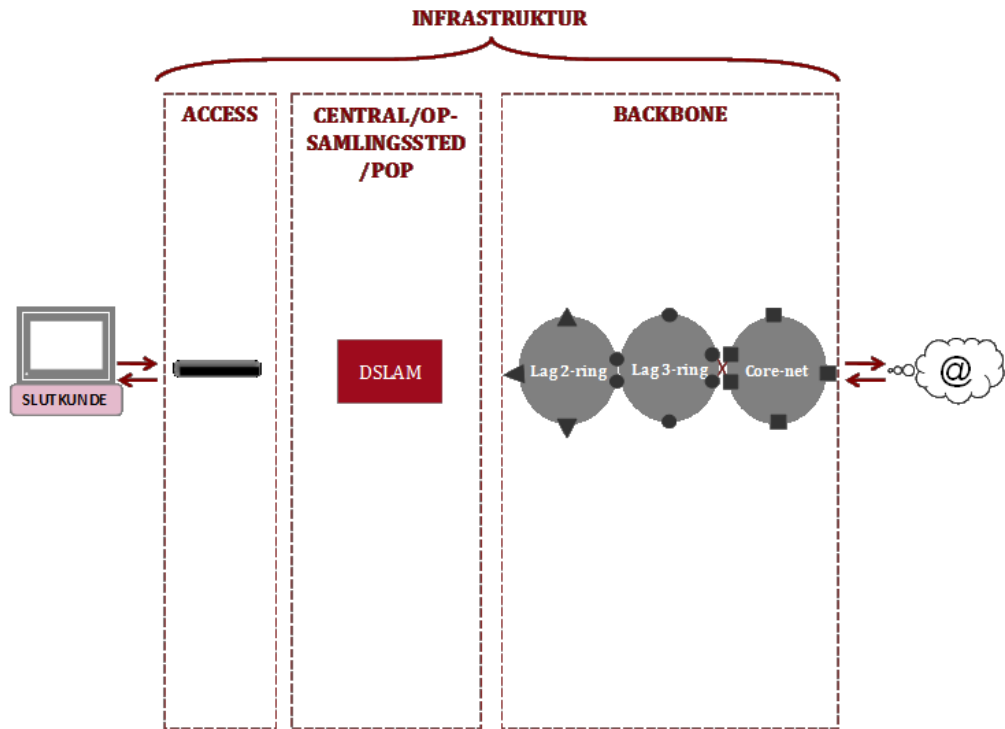 INFRASTRUKTUR
ACCESS
CENTRAL/OP-
SAMLINGSSTED
/POP
BACKBONE
SLUTKUNDE
DSLAM
Lag 2-ring
Lag 3-ring
Core-net
@